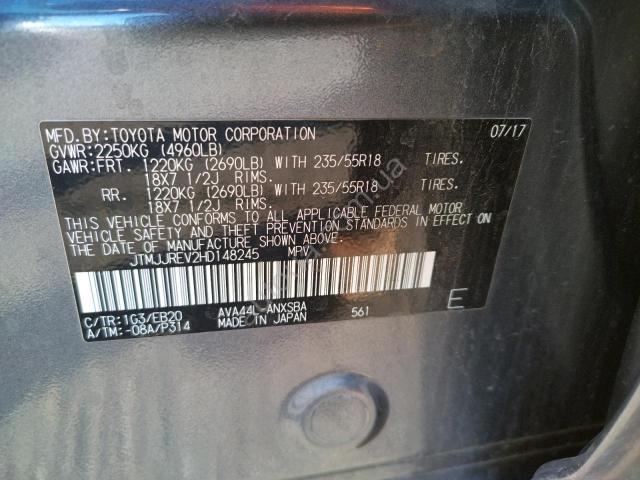 MFD.BY:TOYOTA MOTOR CORPORATION 07/17
GVWR:2250KG (4960LB)
GAWR:FRT. 1220KG (2690LB) WITH 235/55R18 TIRES.
18X7 1/2J RIMS.
RR. 1220KG (2690LB) WITH 235/55R18 TIRES.
18X7 1/2J RIMS.
THIS VEHICLE CONFORMS TO ALL APPLICABLE FEDERAL MOTOR
VEHICLE SAFETY AND THEFT PREVENTION STANDARDS IN EFFECT ON
THE DATE OF MANUFACTURE SHOWN ABOVE.
JTMJJREV2HD148245 MPV
C/TR:1G3/EB20 AVA44L-ANXSBA 561 E
A/TM:-08A/P314 MADE IN JAPAN